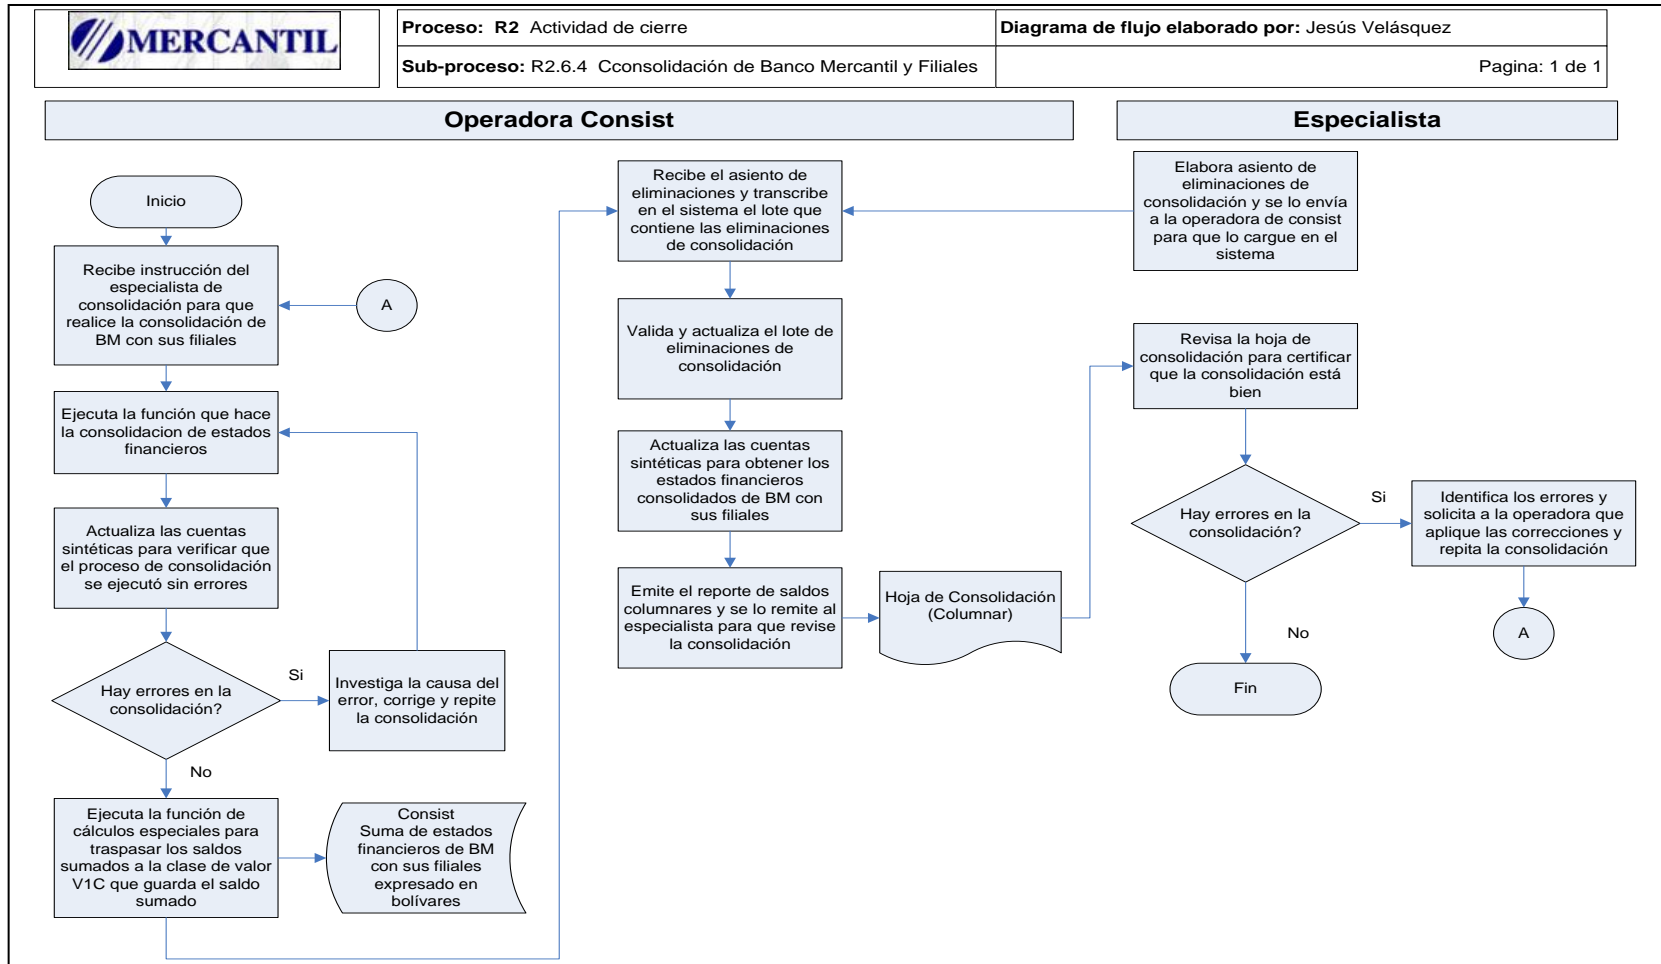 MERCANTIL
Proceso: R2 Actividad de cierre
Diagrama de flujo elaborado por: Jesús Velásquez
Sub-proceso: R2.6.4 Cconsolidación de Banco Mercantil y Filiales
Pagina: 1 de 1
Operadora Consist
Especialista
Inicio
Recibe instrucción del
especialista de
consolidación para que
realice la consolidación de
BM con sus filiales
A
Ejecuta la función que hace
la consolidacion de estados
financieros
Actualiza las cuentas
sintéticas para verificar que
el proceso de consolidación
se ejecutó sin errores
Hay errores en la
consolidación?
Si
Investiga la causa del
error, corrige y repite
la consolidación
No
Ejecuta la función de
cálculos especiales para
traspasar los saldos
sumados a la clase de valor
V1C que guarda el saldo
sumado
Consist
Suma de estados
financieros de BM
con sus filiales
expresado en
bolívares
Recibe el asiento de
eliminaciones y transcribe
en el sistema el lote que
contiene las eliminaciones
de consolidación
Valida y actualiza el lote de
eliminaciones de
consolidación
Actualiza las cuentas
sintéticas para obtener los
estados financieros
consolidados de BM con
sus filiales
Emite el reporte de saldos
columnares y se lo remite al
especialista para que revise
la consolidación
Hoja de Consolidación
(Columnar)
Elabora asiento de
eliminaciones de
consolidación y se lo envía
a la operadora de consist
para que lo cargue en el
sistema
Revisa la hoja de
consolidación para certificar
que la consolidación está
bien
Hay errores en la
consolidación?
Si
Identifica los errores y
solicita a la operadora que
aplique las correcciones y
repita la consolidación
A
No
Fin